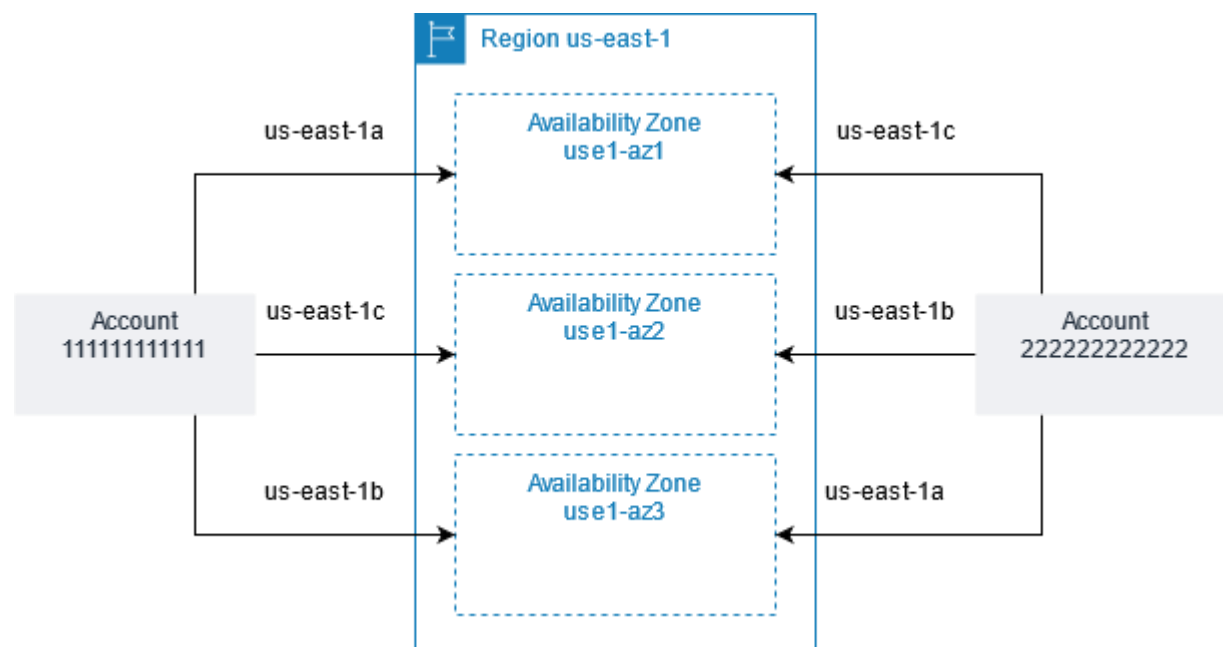 Region us-east-1
us-east-1a
Availability Zone
use1-az1
us-east-1c
Account
111111111111
us-east-1c
Availability Zone
use1-az2
us-east-1b
Account
222222222222
us-east-1b
Availability Zone
use1-az3
us-east-1a